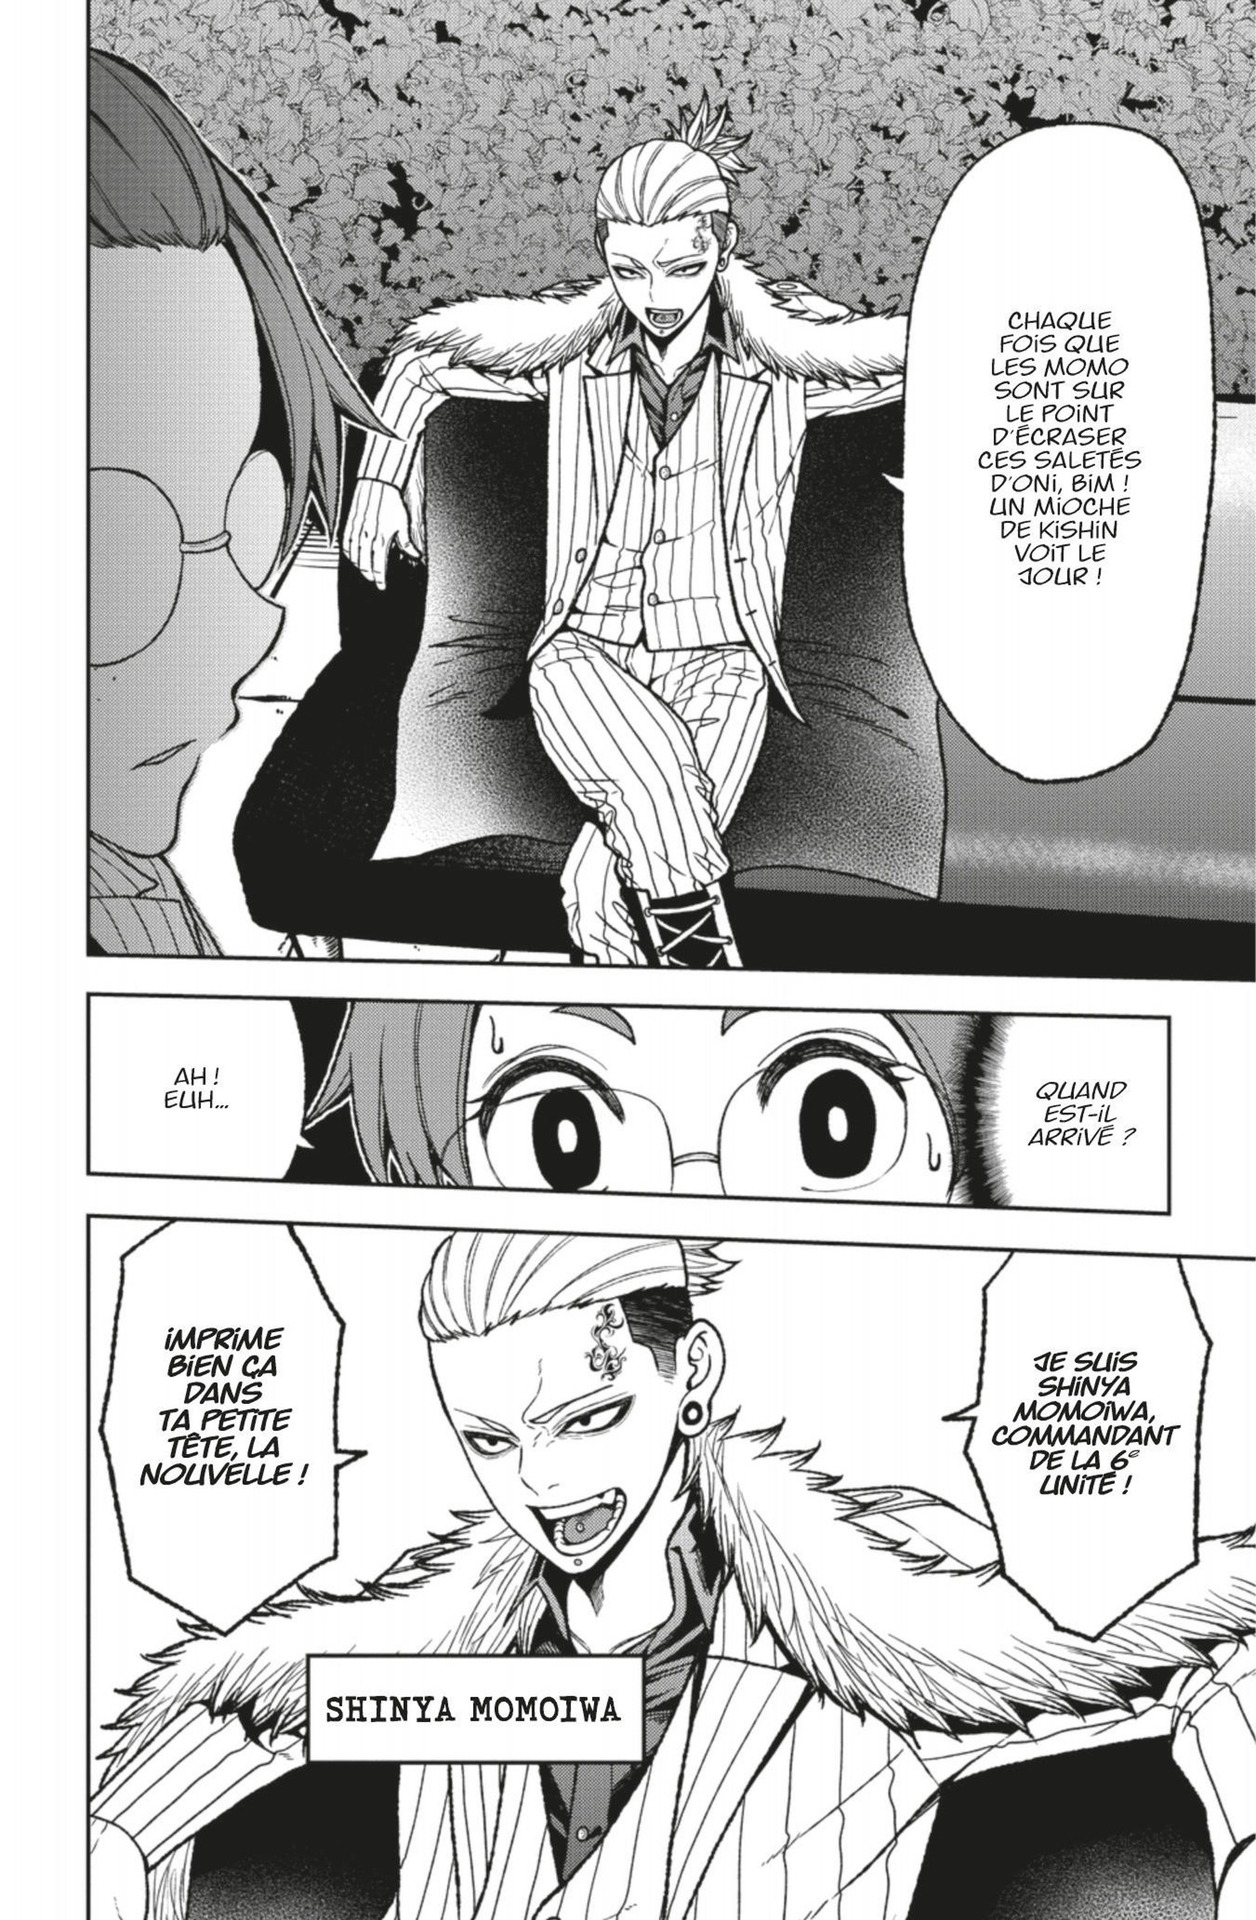 CHAQUE
FOIS QUE
LES MOMO
SONT SUR
LE POINT
D'ÉCRASER
CES SALETÉS
D'ONI, BIM !
UN MIOCHE
DE KISHIN
VOIT LE
JOUR !
QUAND
EST-IL
ARRIVÉ ?
AH !
EUH...
JE SUIS
SHINYA
MOMOIWA,
COMMANDANT
DE LA 6e
UNITÉ !
IMPRIME
BIEN ÇA
DANS
TA PETITE
TÊTE, LA
NOUVELLE !
SHINYA MOMOIWA